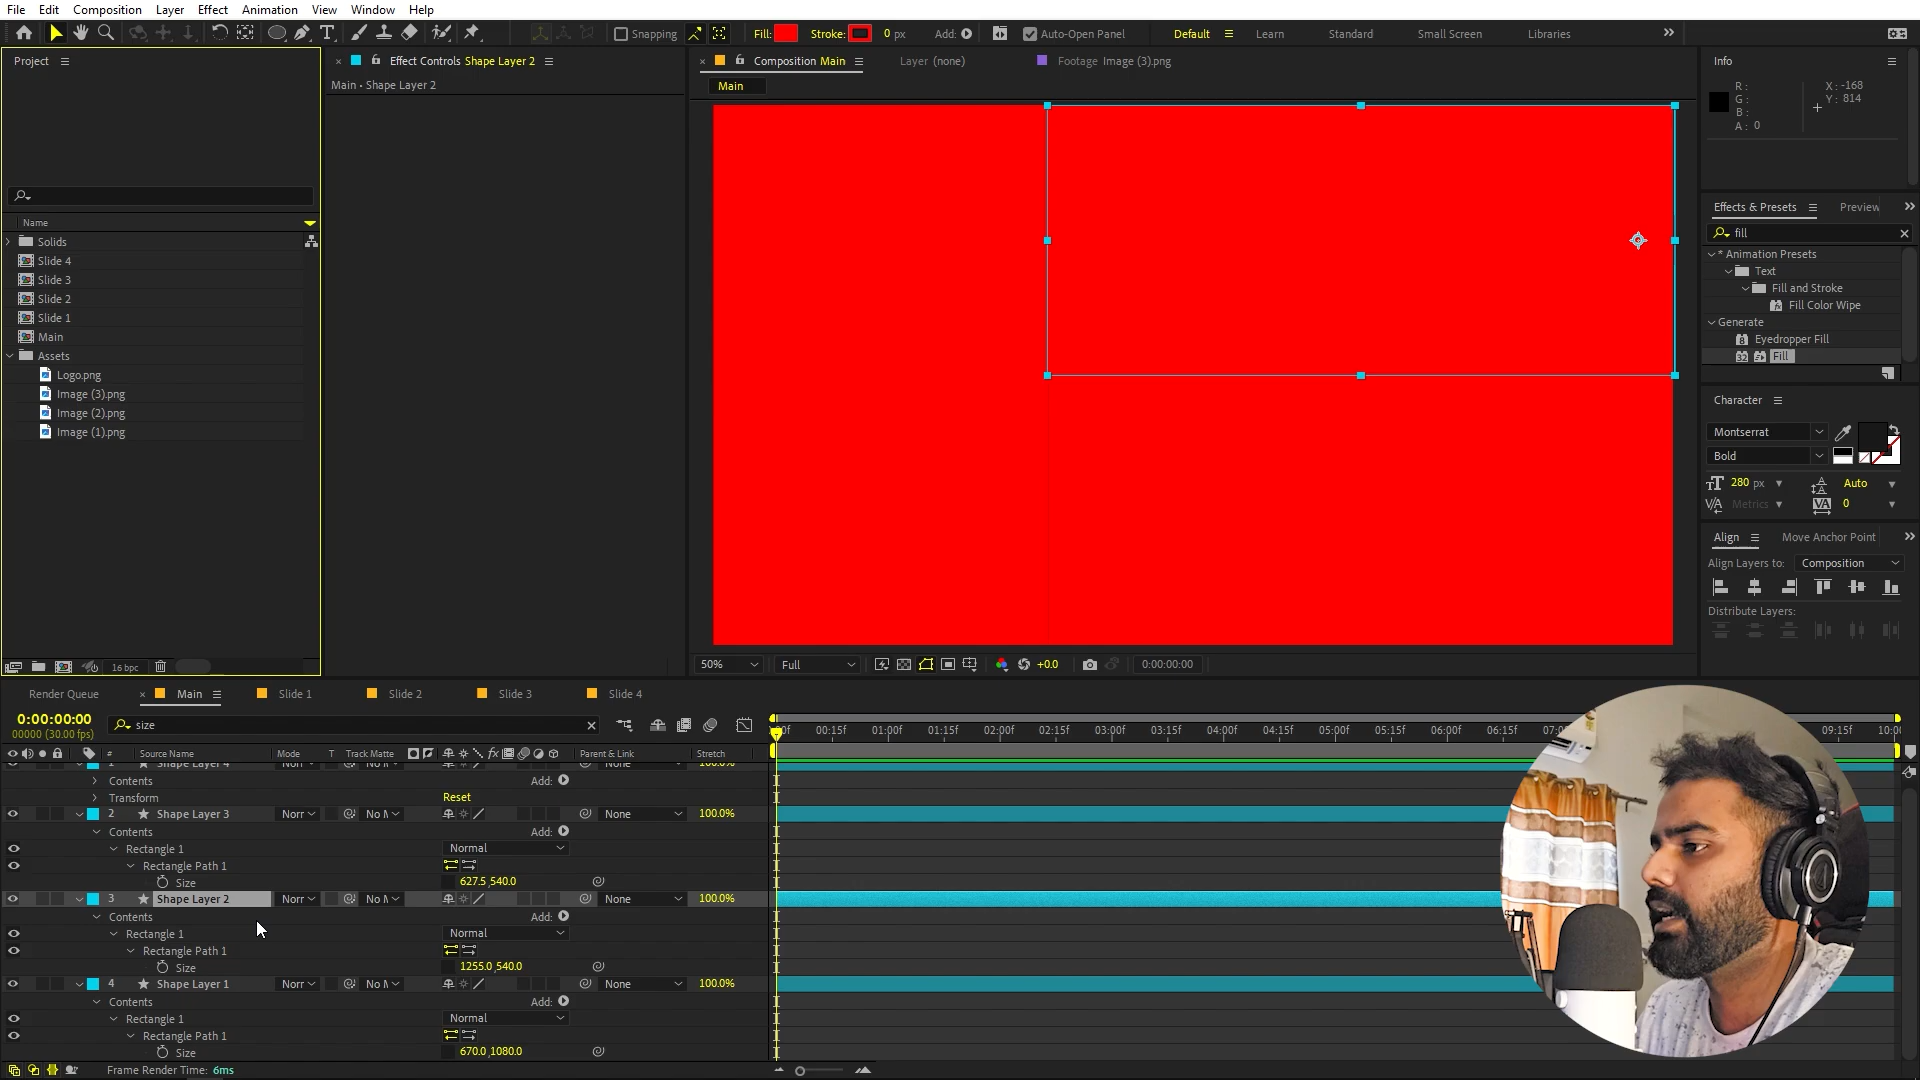 File Edit Composition Layer Effect Animation View Window Help
Snapping Fill: Stroke: 0 px Add: Auto-Open Panel Default Learn Standard Small Screen Libraries
Project
Effect Controls Shape Layer 2
Main • Shape Layer 2
Composition Main Layer (none) Footage Image (3).png
Main
Info
R: X: -168
G: Y: 814
B:
A: 0
Name
Solids
Slide 4
Slide 3
Slide 2
Slide 1
Main
Assets
Logo.png
Image (3).png
Image (2).png
Image (1).png
16 bpc
Effects & Presets Preview
fill
* Animation Presets
Text
Fill and Stroke
Fill Color Wipe
Generate
Eyedropper Fill
Fill
Character
Montserrat
Bold
280 px Auto
Metrics 0
Align Move Anchor Point
Align Layers to: Composition
Distribute Layers:
50% Full +0.0 0:00:00:00
Render Queue Main Slide 1 Slide 2 Slide 3 Slide 4
0:00:00:00
00000 (30.00 fps)
size
00f 00:15f 01:00f 01:15f 02:00f 02:15f 03:00f 03:15f 04:00f 04:15f 05:00f 05:15f 06:00f 06:15f 09:15f
# Source Name Mode T Track Matte fx Parent & Link Stretch
Contents Add:
Transform Reset
2 Shape Layer 3 Norr No M None 100.0%
Contents Add:
Rectangle 1 Normal
Rectangle Path 1
Size 627.5,540.0
3 Shape Layer 2 Norr No M None 100.0%
Contents Add:
Rectangle 1 Normal
Rectangle Path 1
Size 1255.0,540.0
4 Shape Layer 1 Norr No M None 100.0%
Contents Add:
Rectangle 1 Normal
Rectangle Path 1
Size 670.0,1080.0
Frame Render Time: 6ms